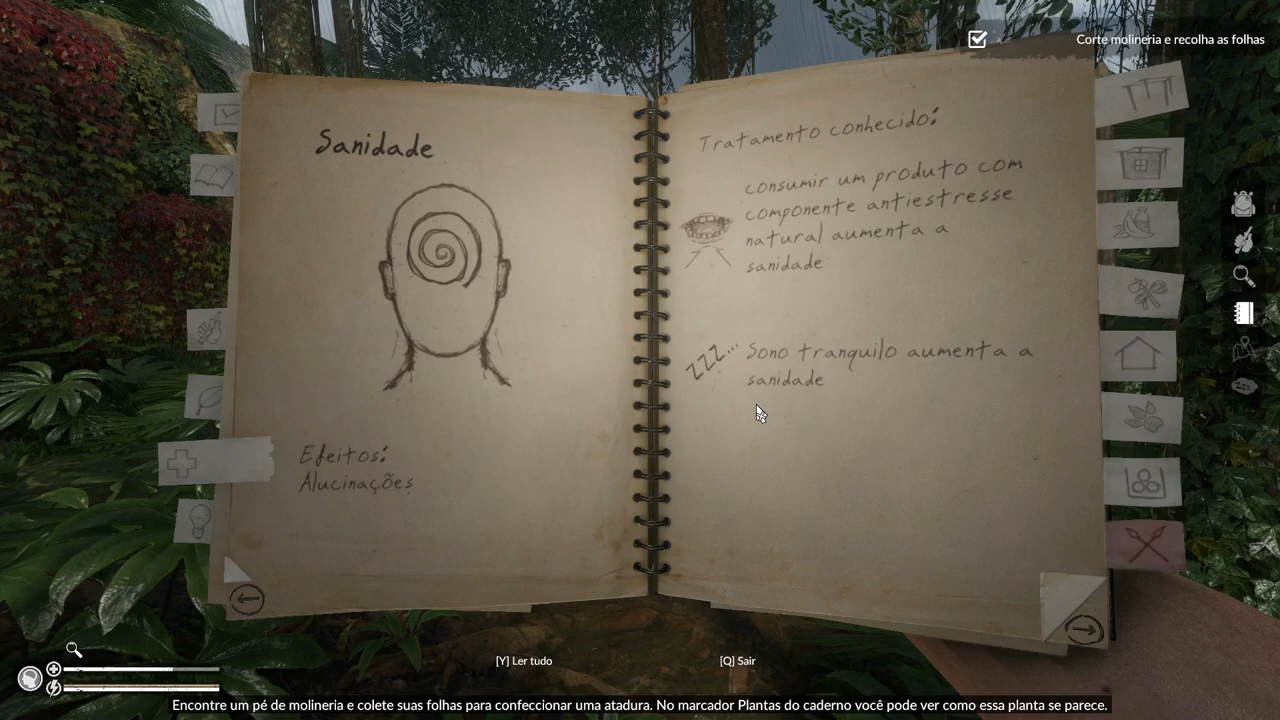 Corte molineria e recolha as folhas
Sanidade
Efeitos:
Alucinações
Tratamento conhecido:
consumir um produto com
componente antiestresse
natural aumenta a
sanidade
ZZZ...
Sono tranquilo aumenta a
sanidade
[Y] Ler tudo
[Q] Sair
Encontre um pé de molineria e colete suas folhas para confeccionar uma atadura. No marcador Plantas do caderno você pode ver como essa planta se parece.